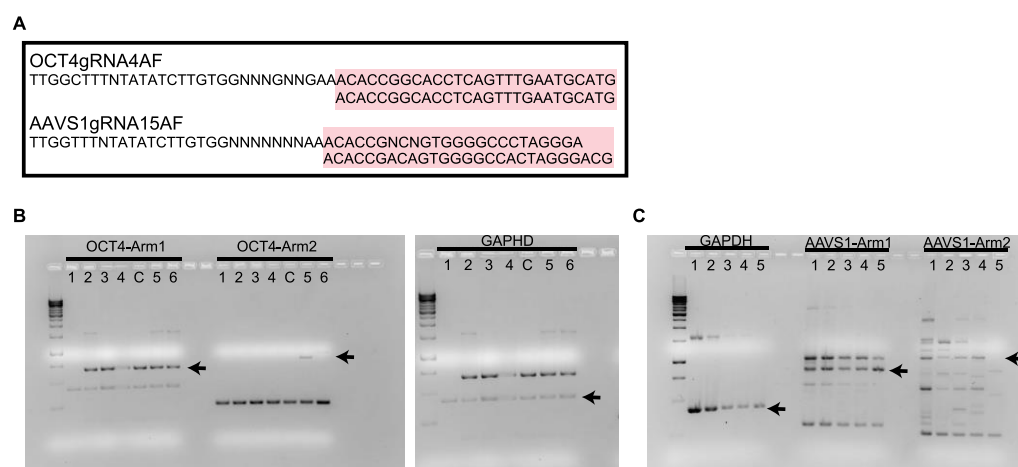 A
OCT4gRNA4AF
TTGGCTTTNTATATCTTGTGGNNNGNNGAAACACCGGCACCTCAGTTTGAATGCATG
ACACCGGCACCTCAGTTTGAATGCATG
AAVS1gRNA15AF
TTGGTTTNTATATCTTGTGGNNNNNNNAAACACCGNCNGTGGGGCCCTAGGGA
ACACCGACAGTGGGGCCACTAGGGACG
B
OCT4-Arm1
OCT4-Arm2
GAPHD
1 2 3 4 C 5 6
1 2 3 4 C 5 6
1 2 3 4 C 5 6
C
GAPDH
AAVS1-Arm1
AAVS1-Arm2
1 2 3 4 5
1 2 3 4 5
1 2 3 4 5